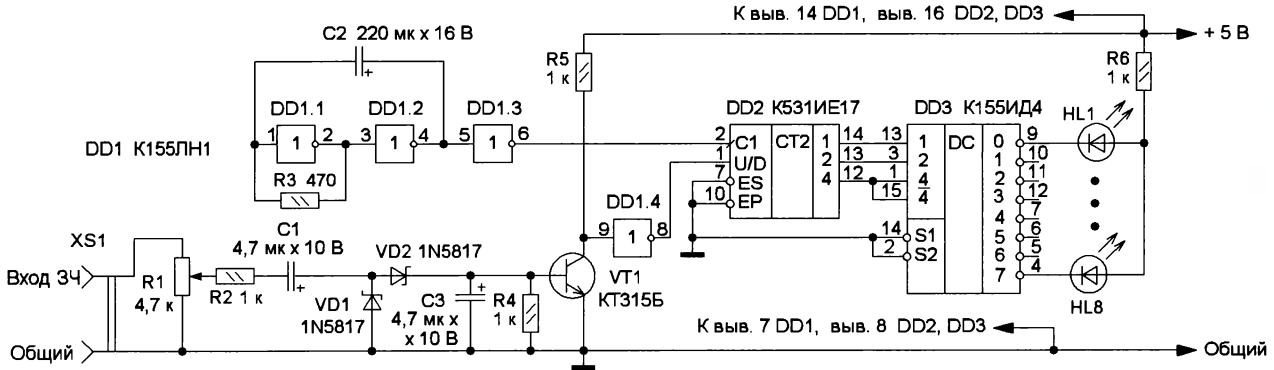 К выв. 14 DD1, выв. 16 DD2, DD3
+ 5 В
C2 220 мк х 16 В
R5
1 к
R6
1 к
DD1.1
DD1.2
DD1.3
DD2 К531ИЕ17
DD3 К155ИД4
HL1
DD1 К155ЛН1
1
1
2
3
1
4
5
1
6
R3 470
2
1
7
10
C1
U/D
ES
EP
CT2
1
2
4
14
13
12
13
3
1
15
1
2
4
4
DC
0
1
2
3
4
5
6
7
9
10
11
12
7
6
5
4
14
2
S1
S2
DD1.4
9
1
8
XS1
C1
4,7 мк х 10 В
VD2 1N5817
Вход ЗЧ
R1
4,7 к
R2 1 к
VD1
1N5817
C3
4,7 мк х
х 10 В
R4
1 к
VT1
КТ315Б
HL8
К выв. 7 DD1, выв. 8 DD2, DD3
Общий
Общий